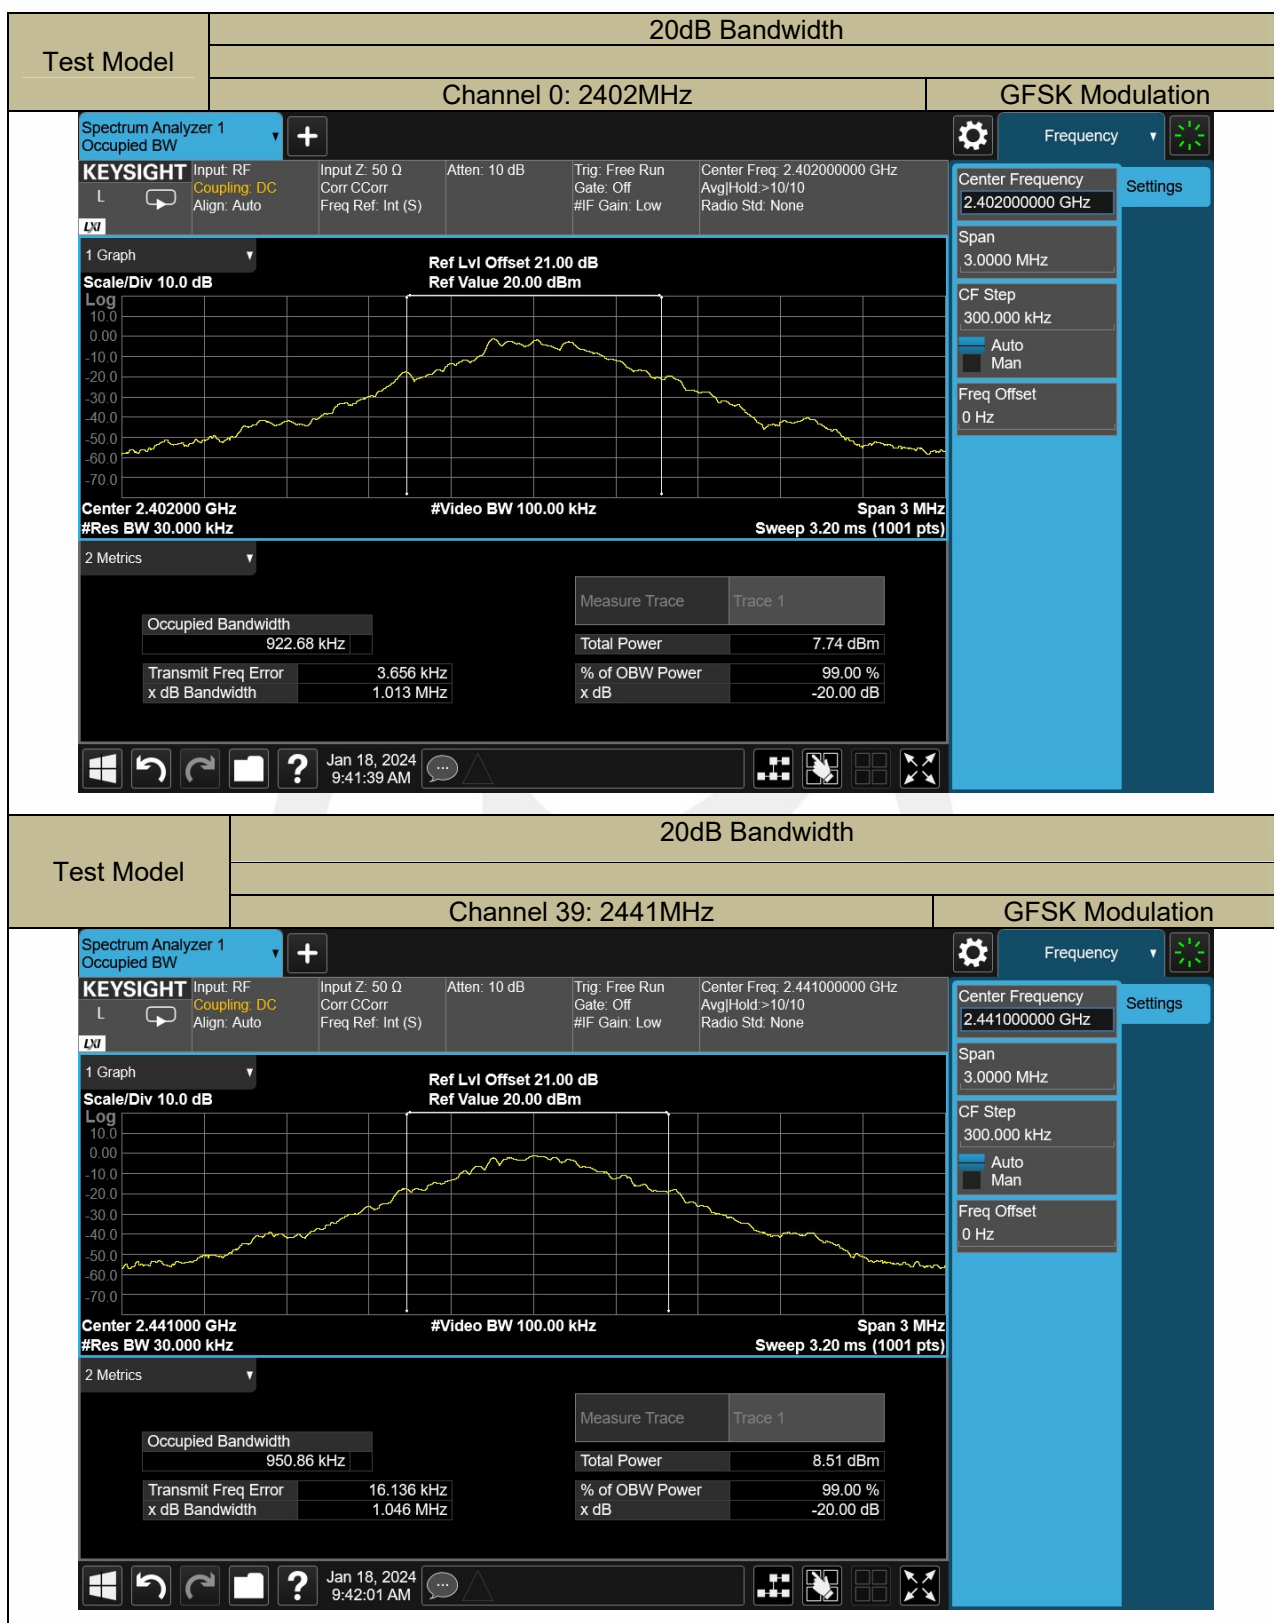 20dB Bandwidth
Test Model
Channel 0: 2402MHz GFSK Modulation
Spectrum Analyzer 1
Occupied BW
Frequency
KEYSIGHT Input: RF Input Z: 50 Ω Atten: 10 dB Trig: Free Run Center Freq: 2.402000000 GHz
L Coupling: DC Corr CCorr Gate: Off Avg|Hold:>10/10
Align: Auto Freq Ref: Int (S) #IF Gain: Low Radio Std: None
LXI
Center Frequency
2.402000000 GHz
Settings
Span
3.0000 MHz
CF Step
300.000 kHz
Auto
Man
Freq Offset
0 Hz
1 Graph
Ref Lvl Offset 21.00 dB
Scale/Div 10.0 dB Ref Value 20.00 dBm
Log
10.0
0.00
-10.0
-20.0
-30.0
-40.0
-50.0
-60.0
-70.0
Center 2.402000 GHz #Video BW 100.00 kHz Span 3 MHz
#Res BW 30.000 kHz Sweep 3.20 ms (1001 pts)
2 Metrics
Measure Trace Trace 1
Occupied Bandwidth
922.68 kHz Total Power 7.74 dBm
Transmit Freq Error 3.656 kHz % of OBW Power 99.00 %
x dB Bandwidth 1.013 MHz x dB -20.00 dB
Jan 18, 2024
9:41:39 AM
20dB Bandwidth
Test Model
Channel 39: 2441MHz GFSK Modulation
Spectrum Analyzer 1
Occupied BW
Frequency
KEYSIGHT Input: RF Input Z: 50 Ω Atten: 10 dB Trig: Free Run Center Freq: 2.441000000 GHz
L Coupling: DC Corr CCorr Gate: Off Avg|Hold:>10/10
Align: Auto Freq Ref: Int (S) #IF Gain: Low Radio Std: None
LXI
Center Frequency
2.441000000 GHz
Settings
Span
3.0000 MHz
CF Step
300.000 kHz
Auto
Man
Freq Offset
0 Hz
1 Graph
Ref Lvl Offset 21.00 dB
Scale/Div 10.0 dB Ref Value 20.00 dBm
Log
10.0
0.00
-10.0
-20.0
-30.0
-40.0
-50.0
-60.0
-70.0
Center 2.441000 GHz #Video BW 100.00 kHz Span 3 MHz
#Res BW 30.000 kHz Sweep 3.20 ms (1001 pts)
2 Metrics
Measure Trace Trace 1
Occupied Bandwidth
950.86 kHz Total Power 8.51 dBm
Transmit Freq Error 16.136 kHz % of OBW Power 99.00 %
x dB Bandwidth 1.046 MHz x dB -20.00 dB
Jan 18, 2024
9:42:01 AM